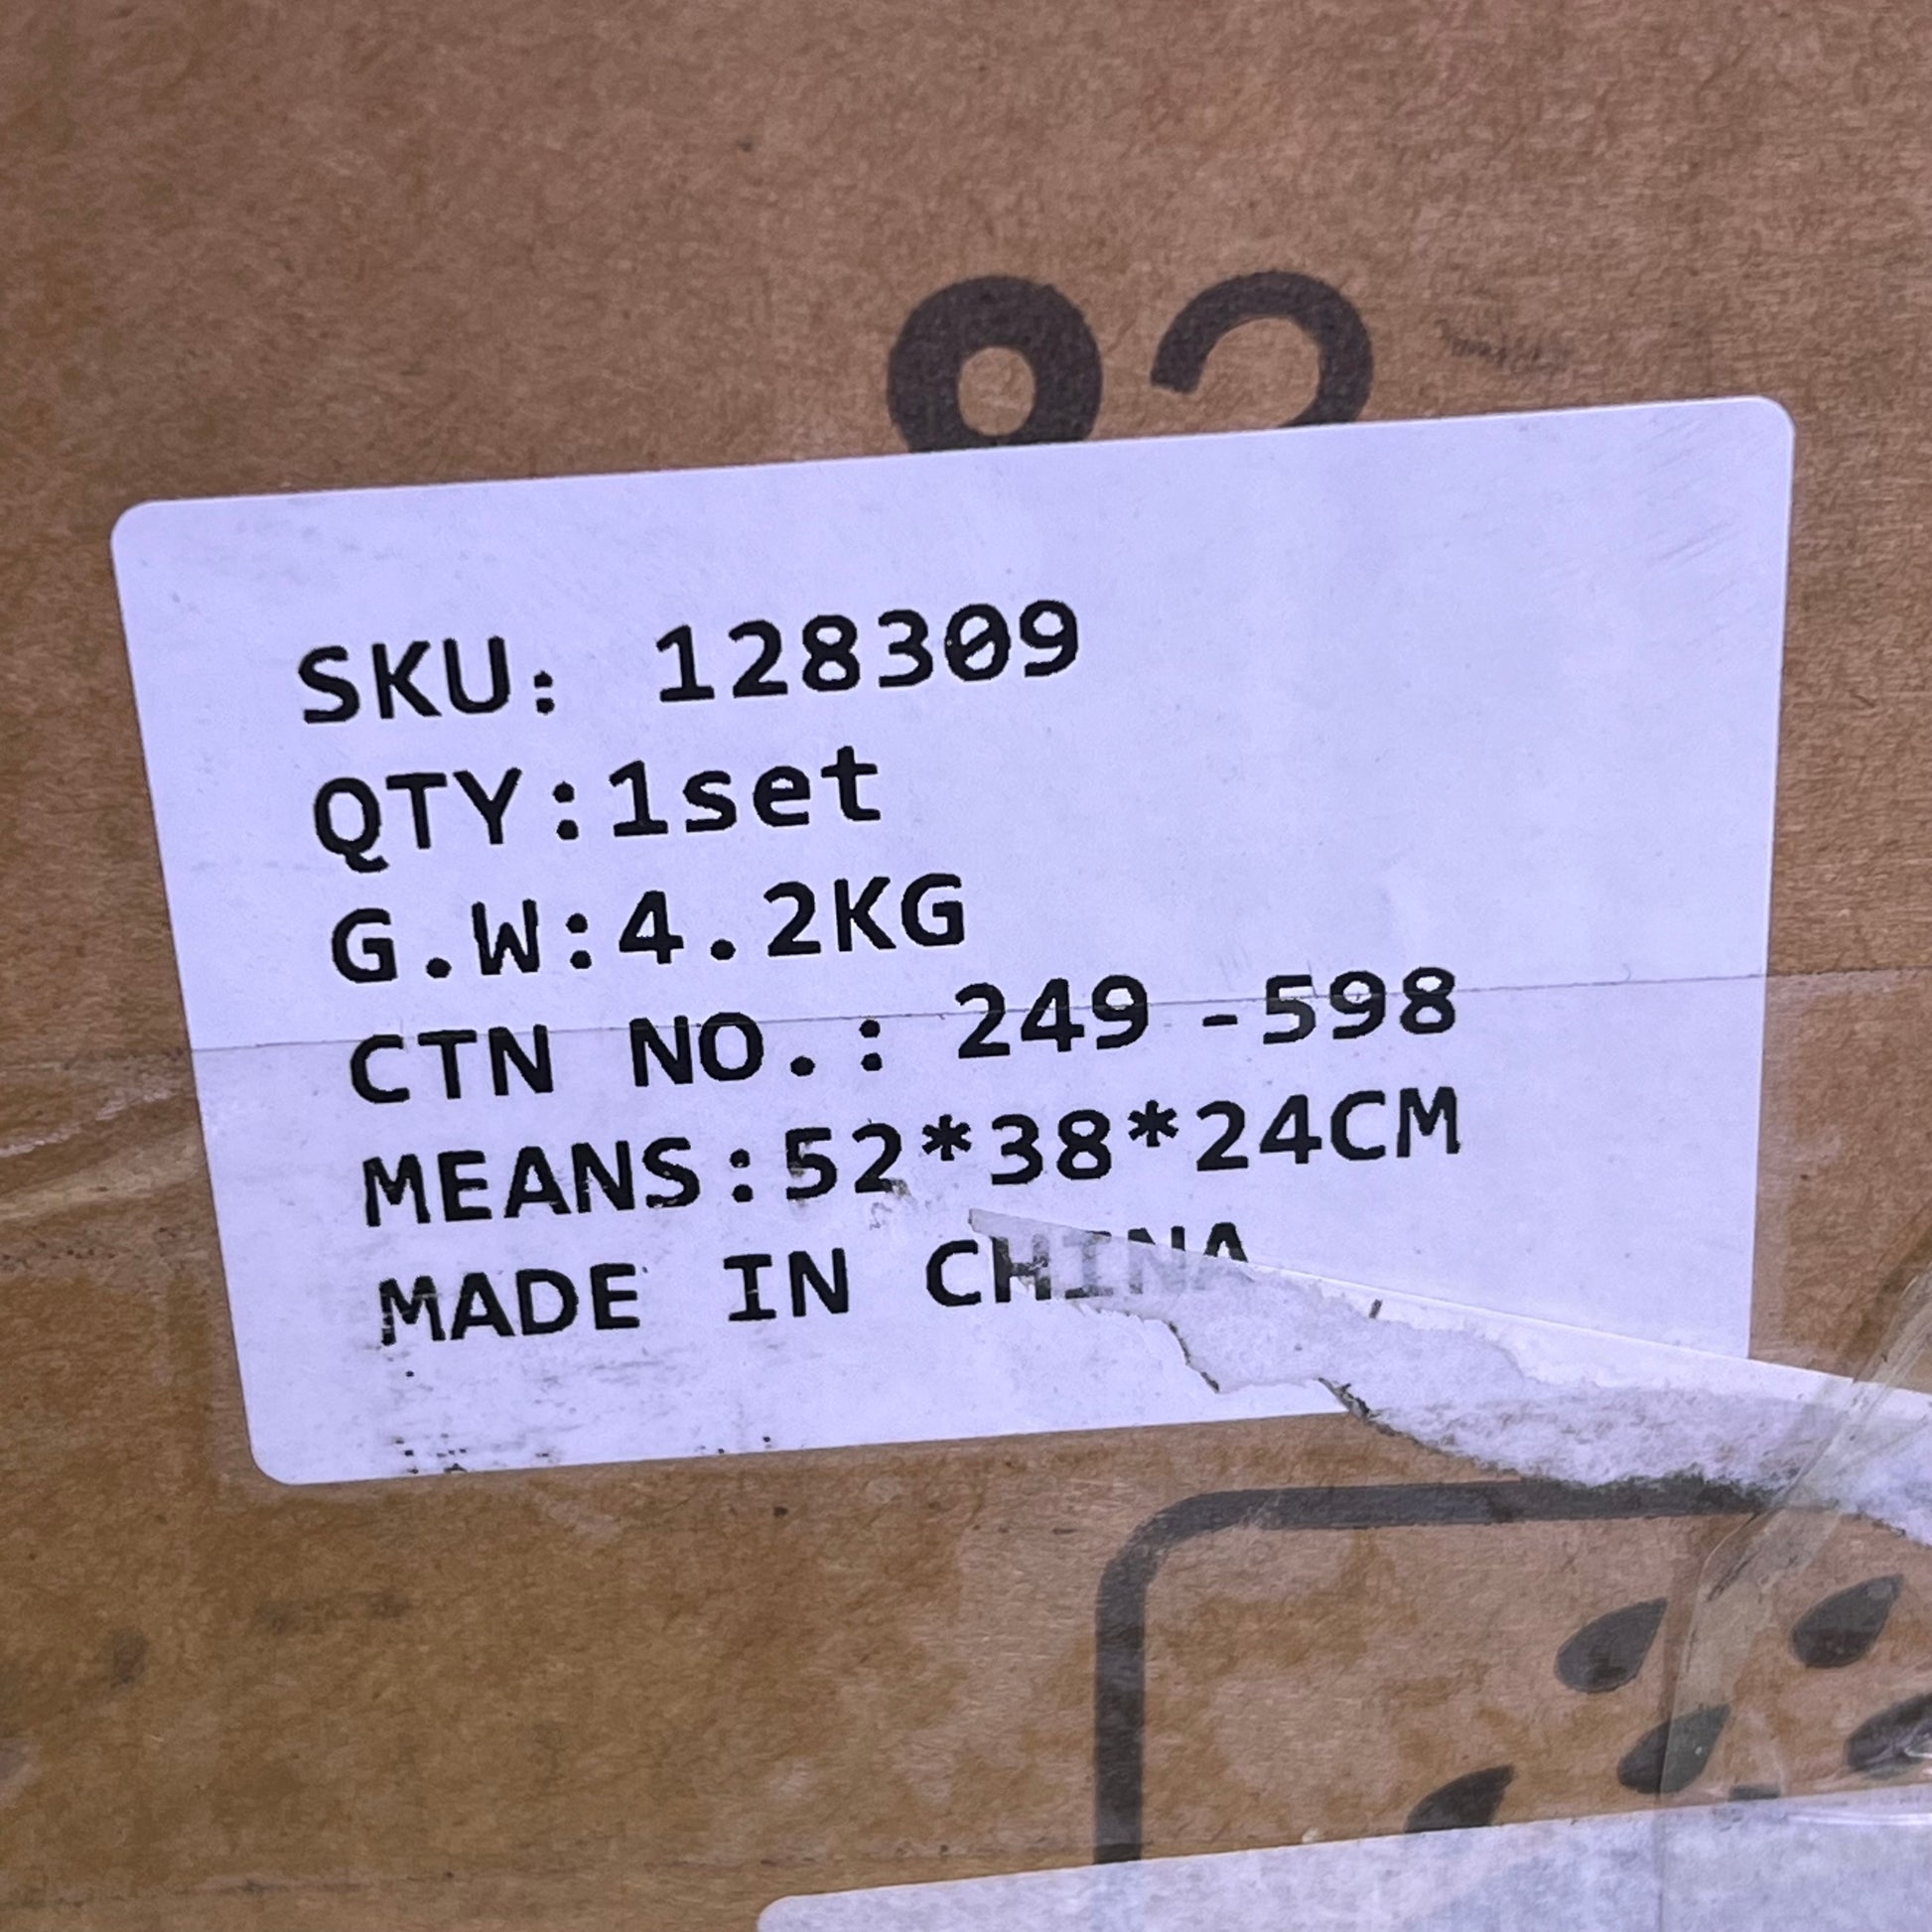 SKU: 128309
QTY:1set
G.W:4.2KG
CTN NO.: 249 -598
MEANS:52*38*24CM
MADE IN CHINA